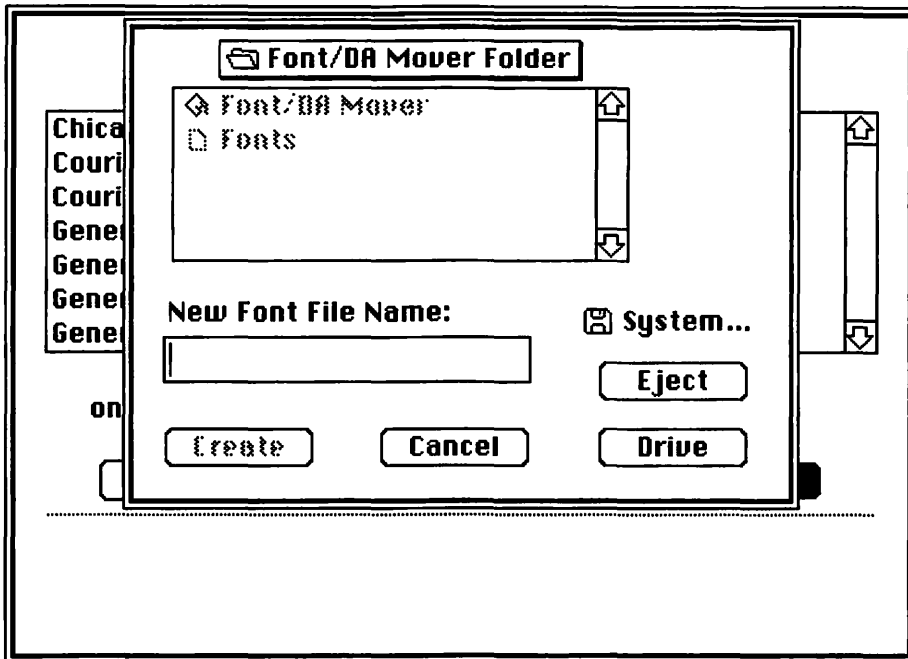 Font/DA Mover Folder
Font/DA Mover
Fonts
Chica
Couri
Couri
Gene
Gene
Gene
Gene
New Font File Name:
System...
Eject
on
Create
Cancel
Drive